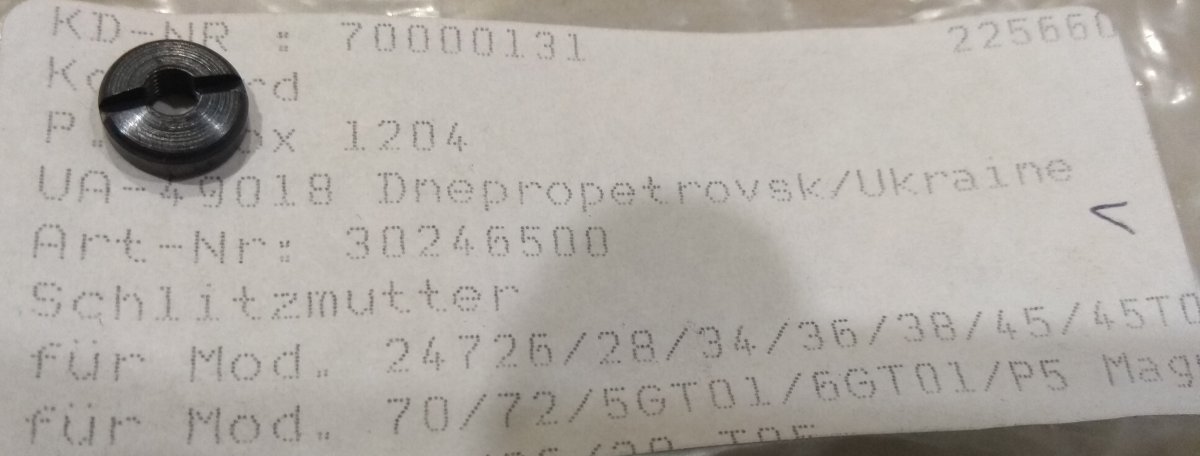 KD-NR : 70000131 225660
1204
UA-49018 Dnepropetrovsk/Ukraine
Art-Nr: 30246500
Schlitzmutter
für Mod. 24726/28/34/36/38/45/45T0
für Mod. 70/72/5GT01/6GT01/P5 Mag